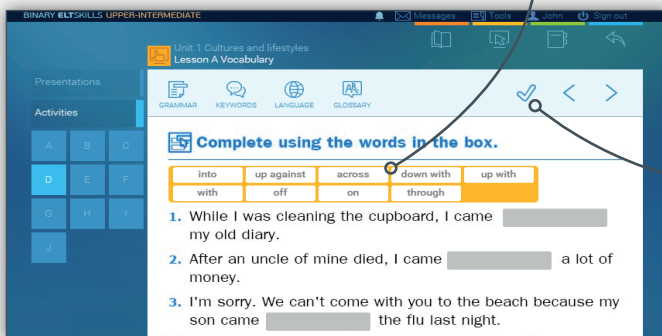 BINARY ELTSKILLS UPPER-INTERMEDIATE
Messages Tools John Sign out
Unit 1 Cultures and lifestyles
Lesson A Vocabulary
Presentations
Activities
A B C
D E F
G H I
J
GRAMMAR KEYWORDS LANGUAGE GLOSSARY
Complete using the words in the box.
into up against across down with up with
with off on through
1. While I was cleaning the cupboard, I came
my old diary.
2. After an uncle of mine died, I came a lot of
money.
3. I'm sorry. We can't come with you to the beach because my
son came the flu last night.